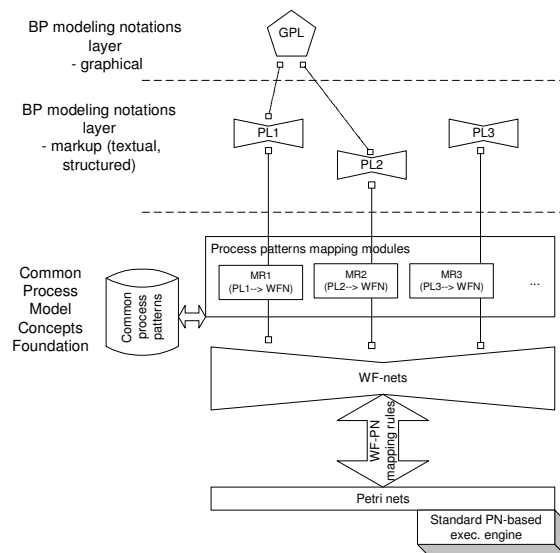 BP modeling notations
layer
- graphical
GPL
BP modeling notations
layer
- markup (textual,
structured)
PL1
PL2
PL3
Process patterns mapping modules
MR1
(PL1--> WFN)
MR2
(PL2--> WFN)
MR3
(PL3--> WFN)
...
Common
Process
Model
Concepts
Foundation
Common
process
patterns
WF-nets
WF-PN
mapping rules
Petri nets
Standard PN-based
exec. engine